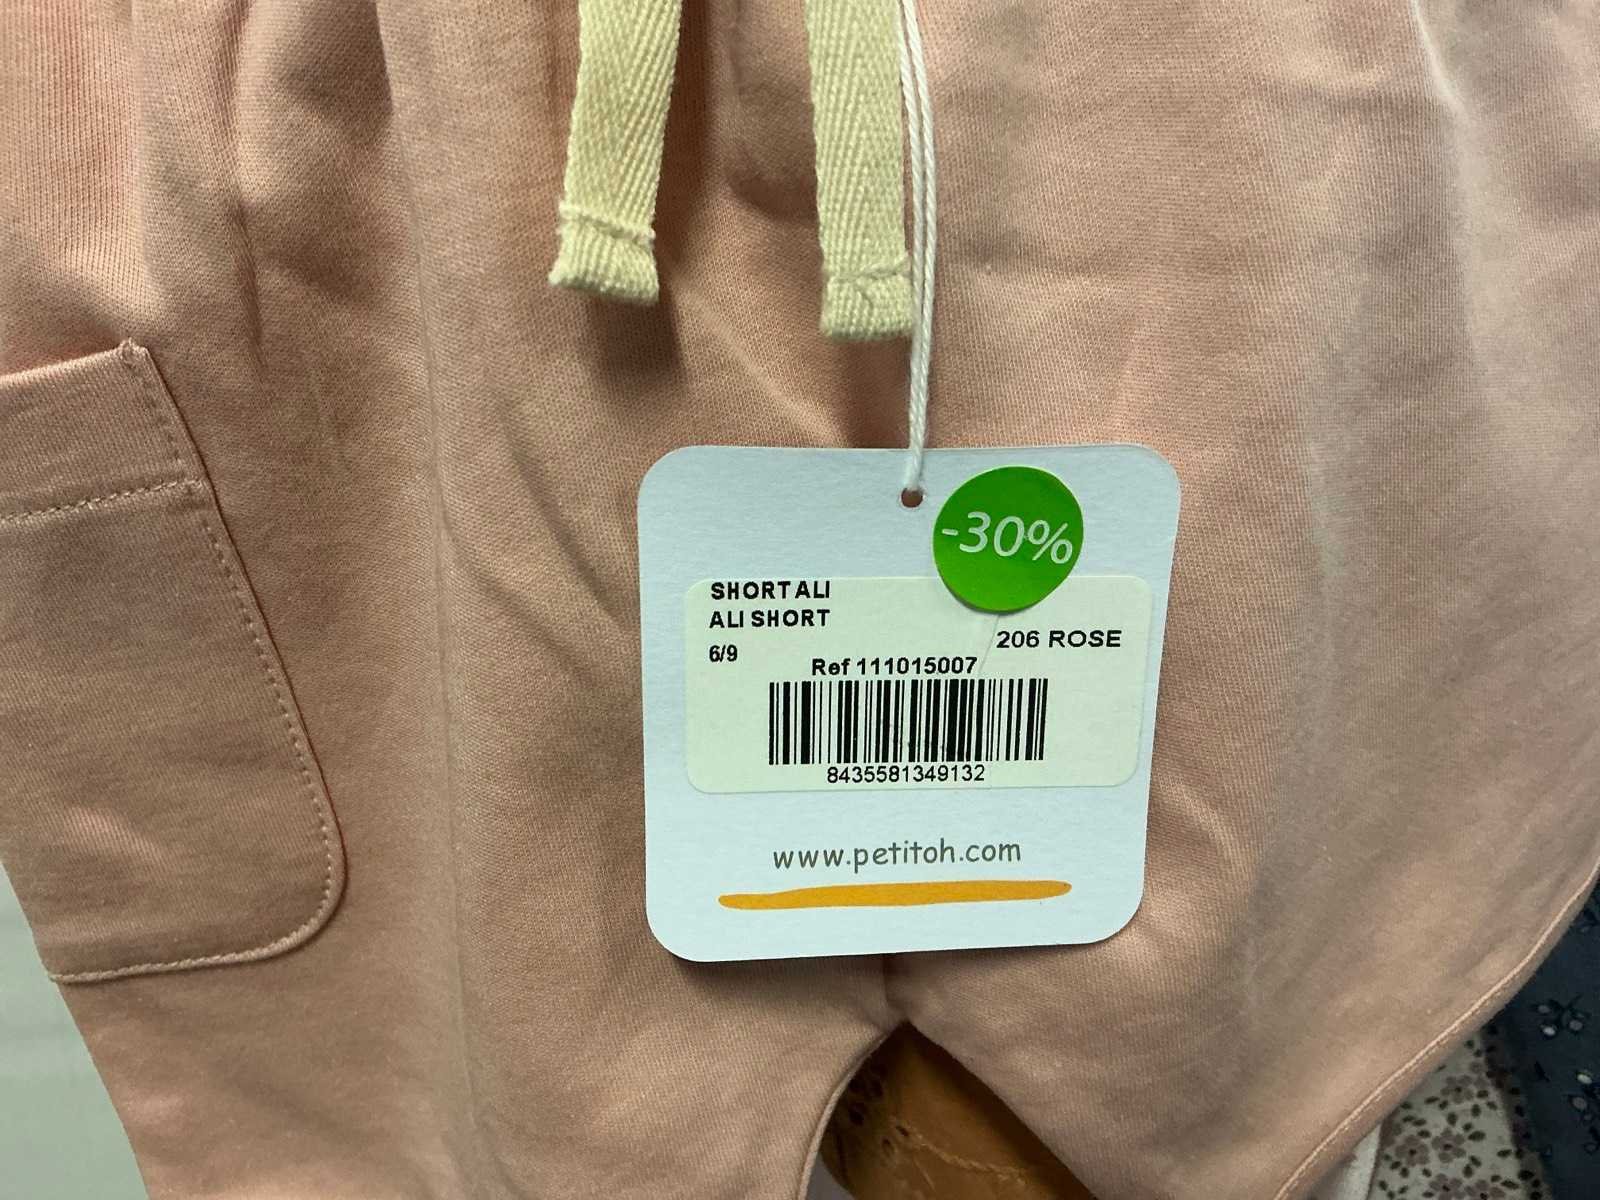 -30%
SHORT ALI
ALI SHORT
6/9
206 ROSE
Ref 111015007
8435581349132
www.petitoh.com